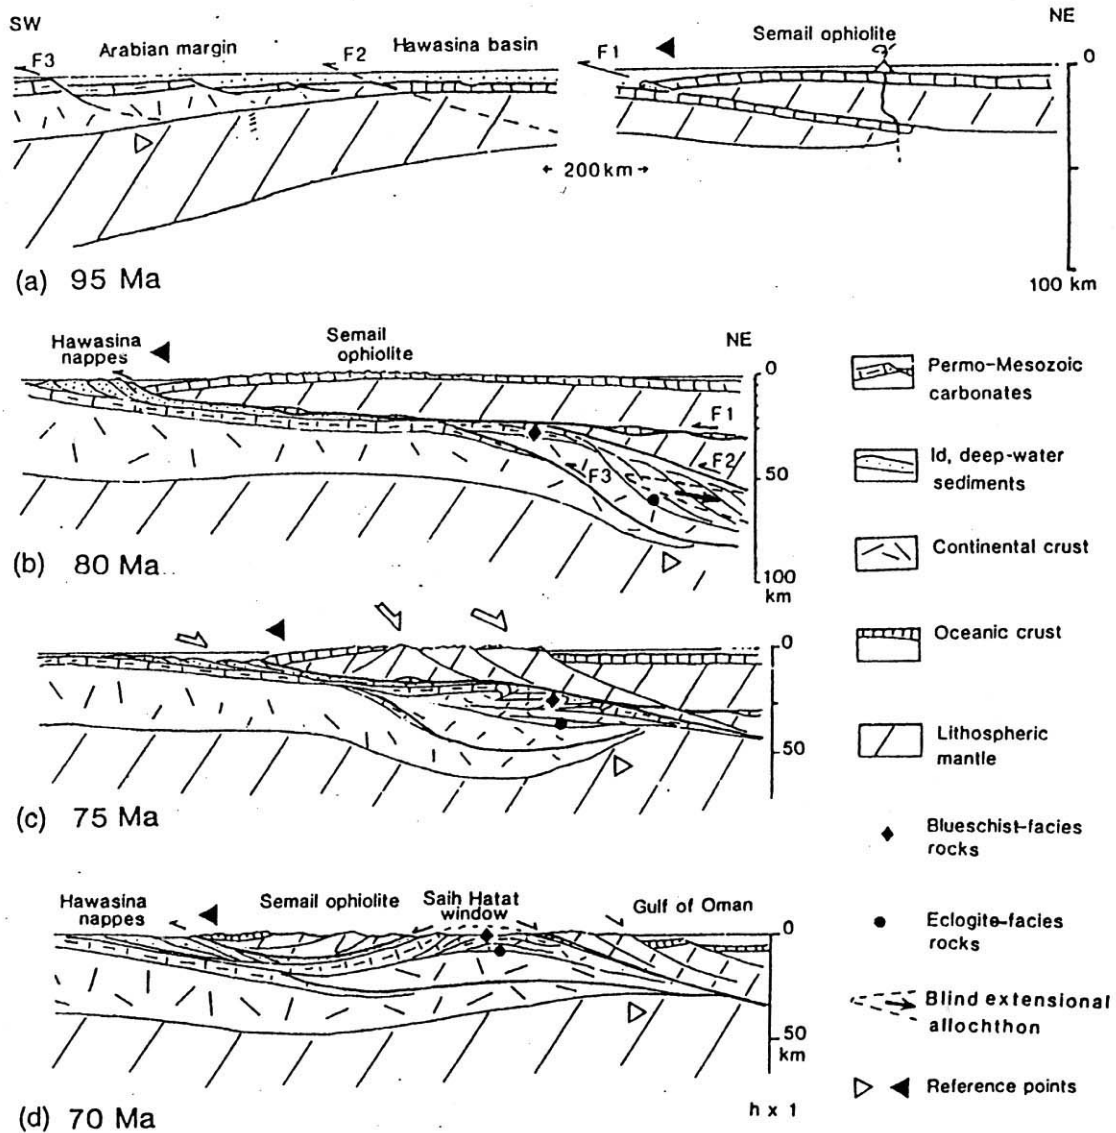 SW
NE
F3
Arabian margin
F2
Hawasina basin
F1
Semail ophiolite
0
200km
100 km
(a) 95 Ma
Hawasina
nappes
Semail
ophiolite
NE
0
F1
F2
F3
50
100
km
(b) 80 Ma
0
50
(c) 75 Ma
Hawasina
nappes
Semail ophiolite
Saih Hatat
window
Gulf of Oman
0
50
km
(d) 70 Ma
h x 1
Permo-Mesozoic
carbonates
Id, deep-water
sediments
Continental crust
Oceanic crust
Lithospheric
mantle
Blueschist-facies
rocks
Eclogite-facies
rocks
Blind extensional
allochthon
Reference points